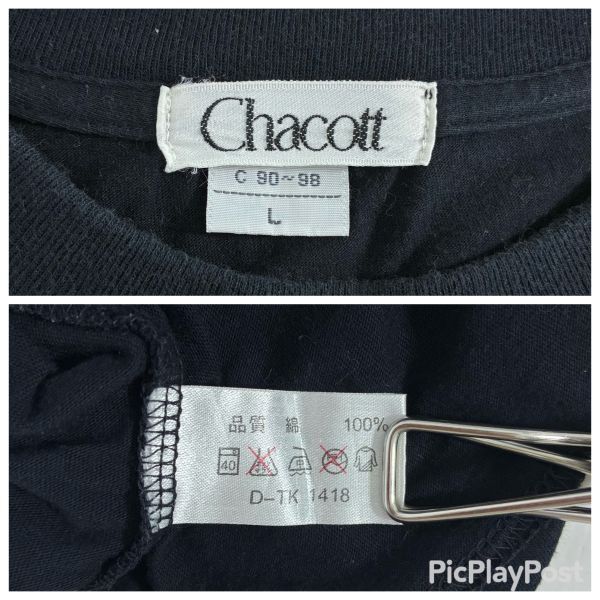 Chacott
C 90~98
L
品質 綿 100%
40
D-TK 1418
PicPlayPost